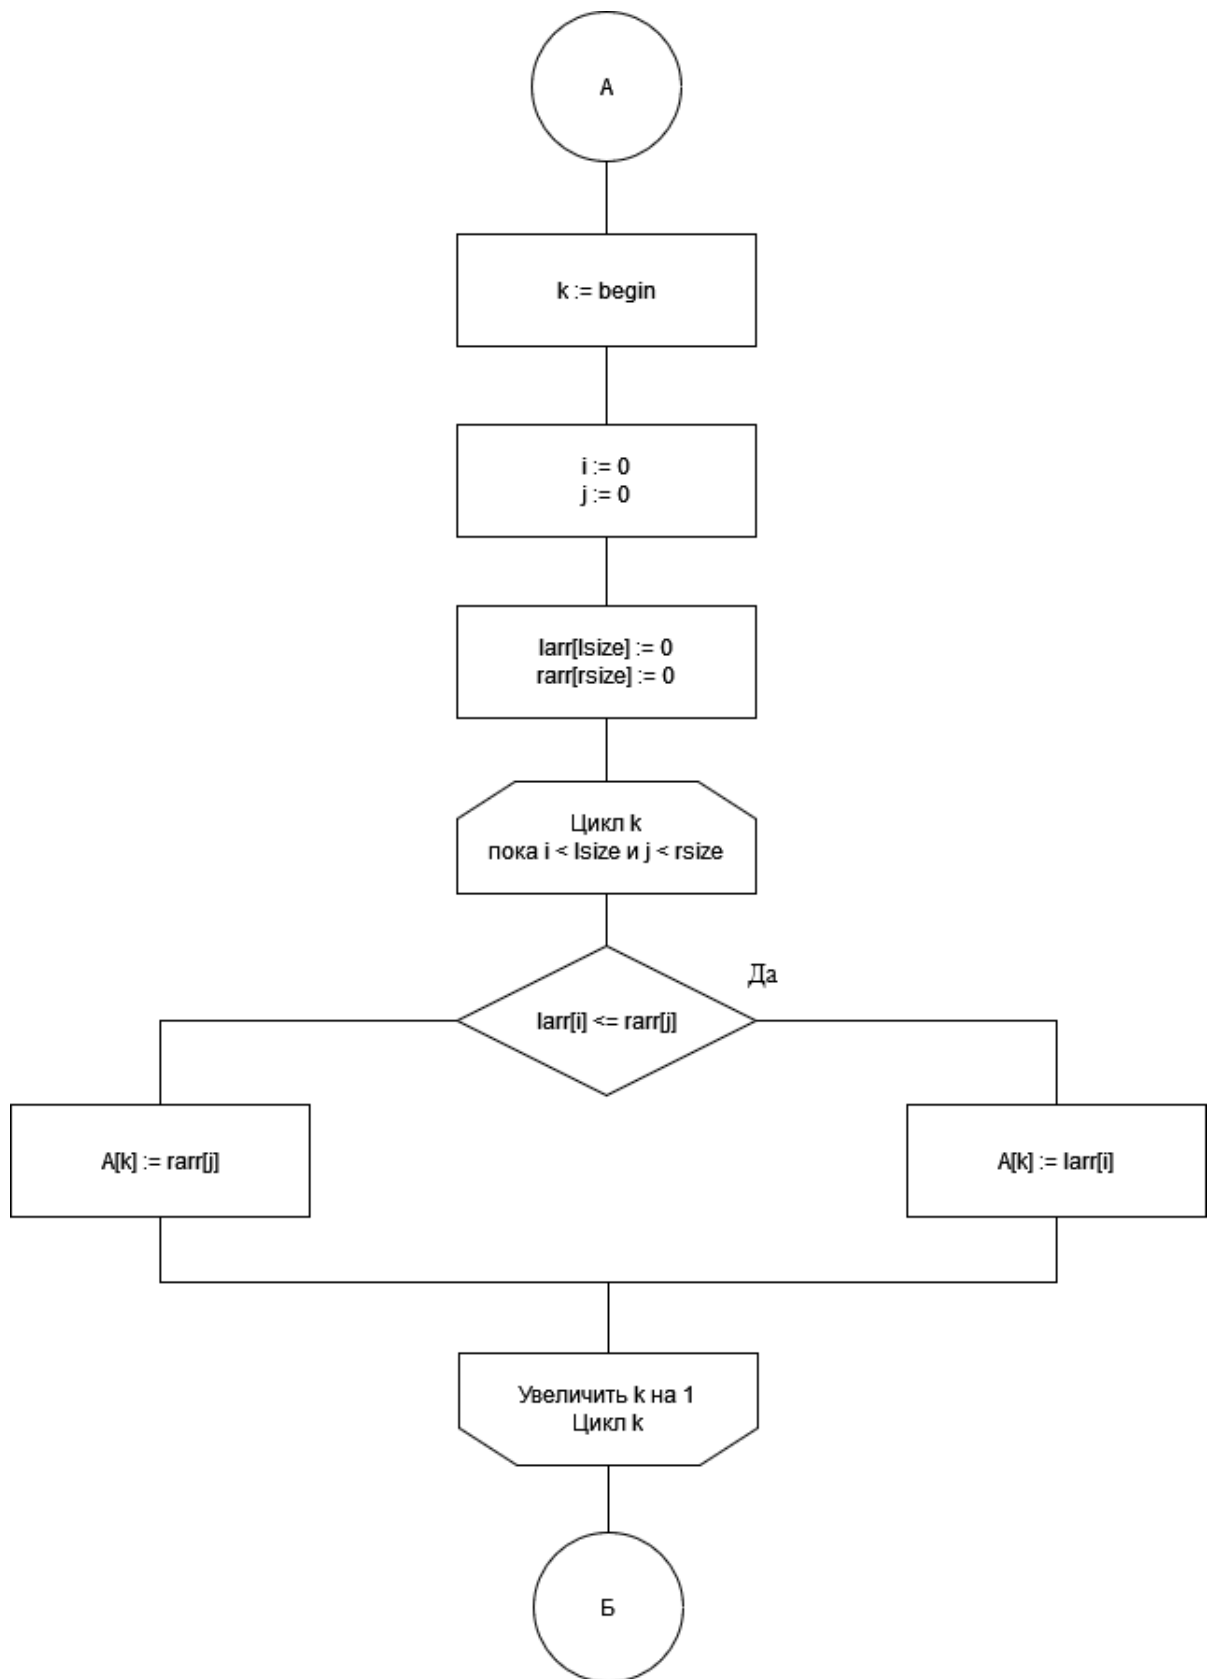 А
k := begin
i := 0
j := 0
larr[lsize] := 0
rarr[rsize] := 0
Цикл k
пока i < lsize и j < rsize
Да
larr[i] <= rarr[j]
A[k] := rarr[j]
A[k] := larr[i]
Увеличить k на 1
Цикл k
Б